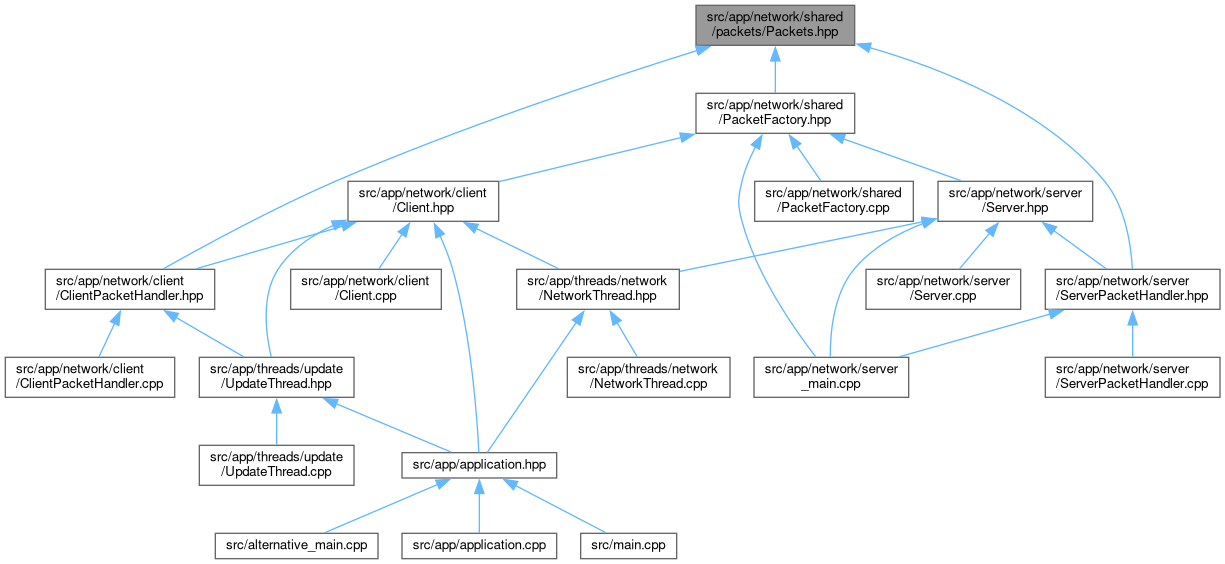 src/app/network/shared
/packets/Packets.hpp
src/app/network/shared
/PacketFactory.hpp
src/app/network/client
/Client.hpp
src/app/network/shared
/PacketFactory.cpp
src/app/network/server
/Server.hpp
src/app/network/client
/ClientPacketHandler.hpp
src/app/network/client
/Client.cpp
src/app/threads/network
/NetworkThread.hpp
src/app/network/server
/Server.cpp
src/app/network/server
/ServerPacketHandler.hpp
src/app/network/client
/ClientPacketHandler.cpp
src/app/threads/update
/UpdateThread.hpp
src/app/threads/network
/NetworkThread.cpp
src/app/network/server
_main.cpp
src/app/network/server
/ServerPacketHandler.cpp
src/app/threads/update
/UpdateThread.cpp
src/app/application.hpp
src/alternative_main.cpp
src/app/application.cpp
src/main.cpp